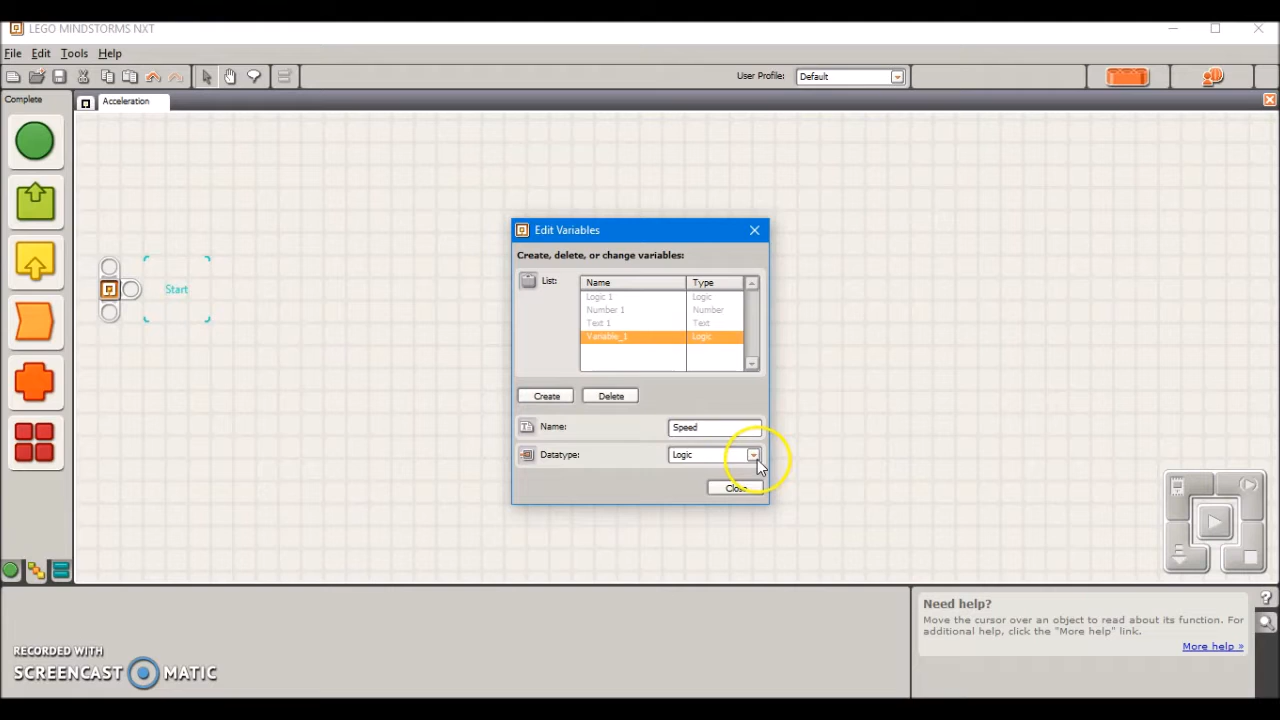 LEGO MINDSTORMS NXT
File Edit Tools Help
User Profile: Default
Complete
Acceleration
Start
Edit Variables
Create, delete, or change variables:
List:
Name Type
Logic 1 Logic
Number 1 Number
Text 1 Text
Variable_1 Logic
Create Delete
Name: Speed
Datatype: Logic
Close
Need help?
Move the cursor over an object to read about its function. For
additional help, click the "More help" link.
More help »
RECORDED WITH
SCREENCAST MATIC